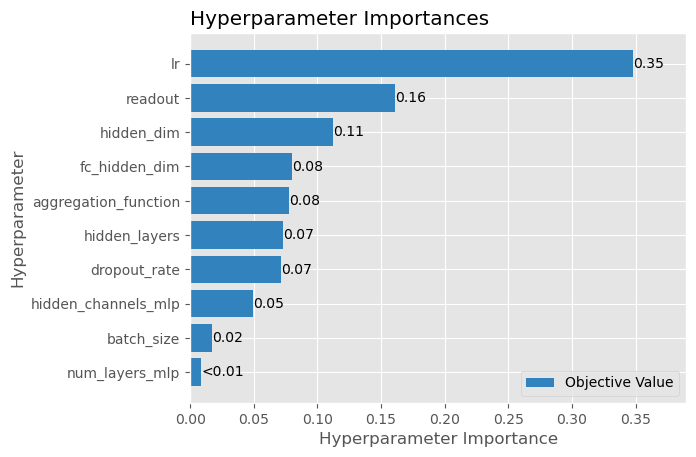 Hyperparameter Importances
Hyperparameter
lr
0.35
readout
0.16
hidden_dim
0.11
fc_hidden_dim
0.08
aggregation_function
0.08
hidden_layers
0.07
dropout_rate
0.07
hidden_channels_mlp
0.05
batch_size
0.02
num_layers_mlp
<0.01
Objective Value
0.00 0.05 0.10 0.15 0.20 0.25 0.30 0.35
Hyperparameter Importance